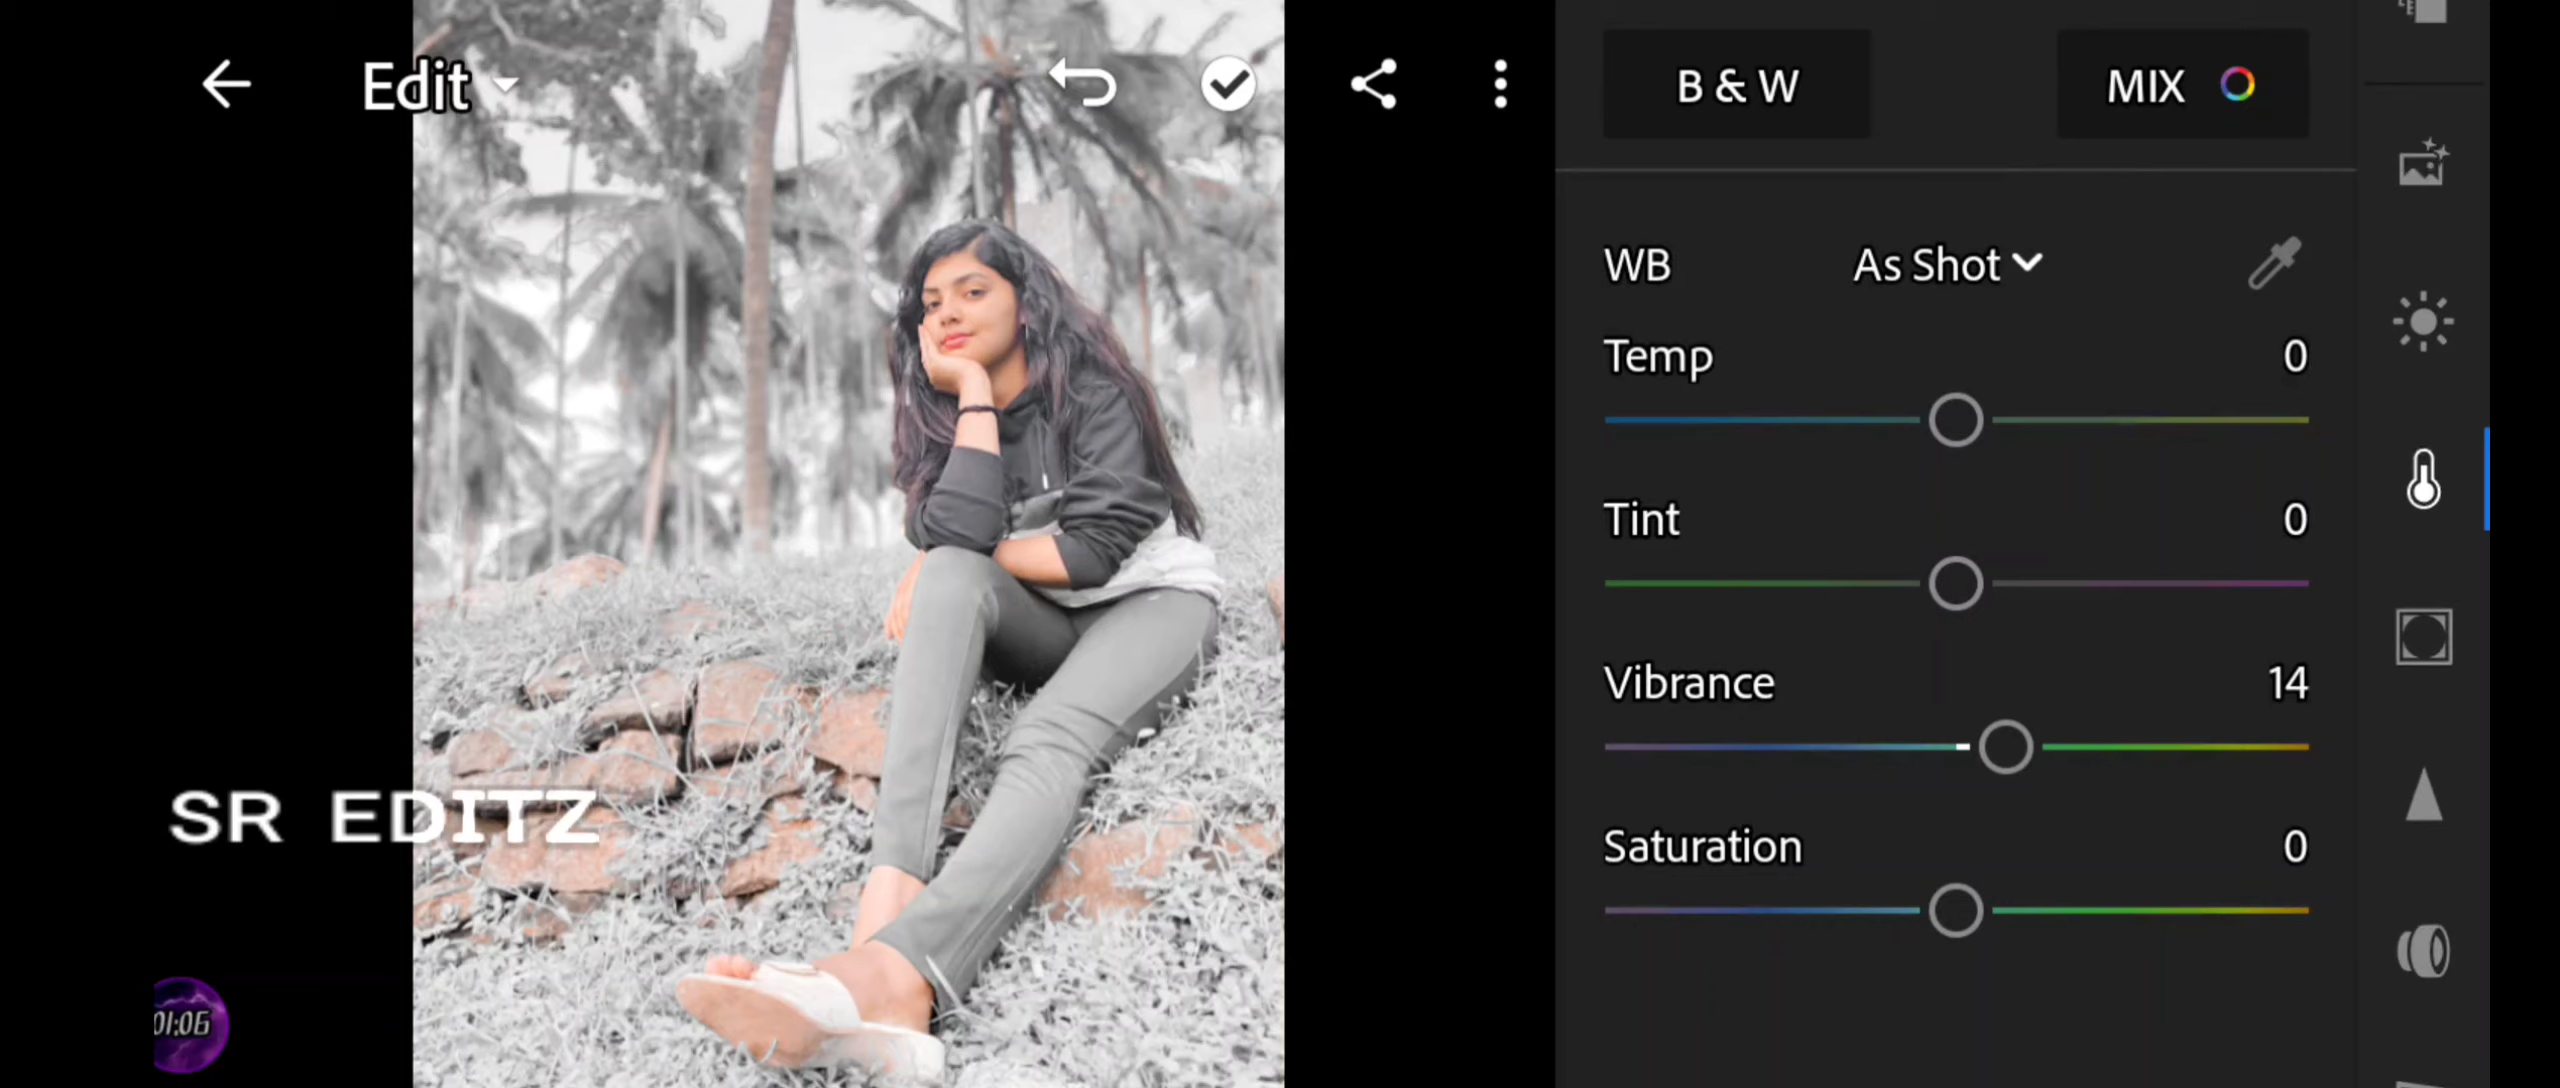 Edit
B & W
MIX
WB
As Shot
Temp
0
Tint
0
Vibrance
14
Saturation
0
SR EDITZ
01:06